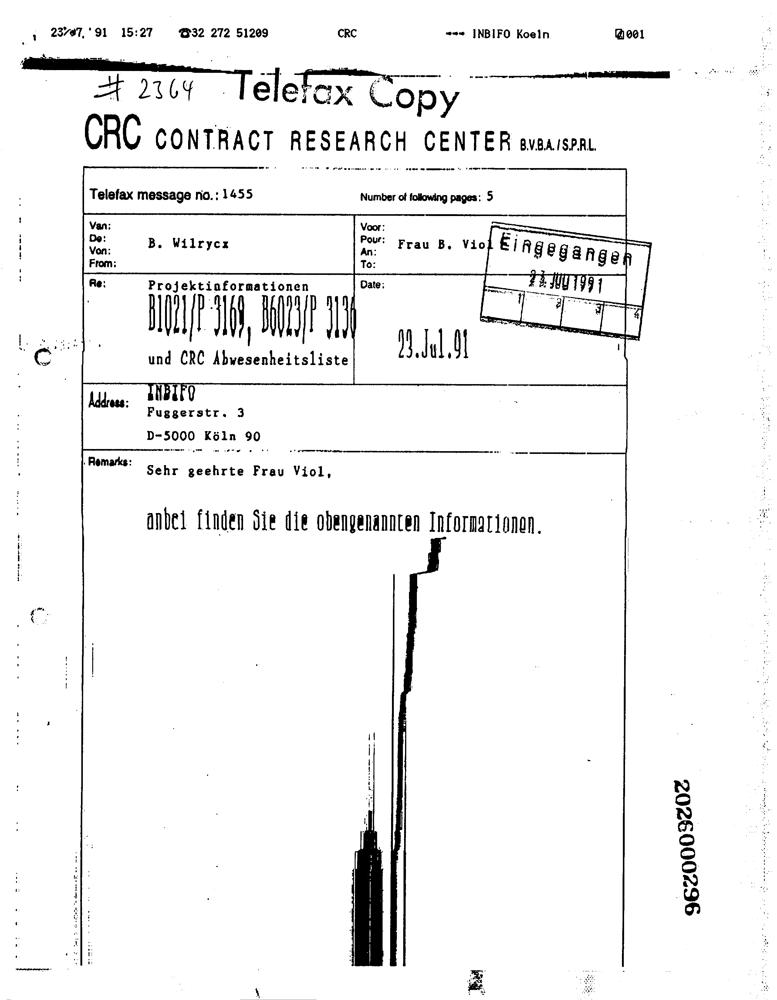 23/07, '91 15:27 ☎32 272 51209 CRC →→→ INBIFO Koeln 001
# 2364 Telefax Copy
CRC CONTRACT RESEARCH CENTER B.V.B.A. / S.P.R.L.
Telefax message no.: 1455 Number of following pages: 5
Van:
De:
Von:
From:
B. Wilrycx
Voor:
Pour:
An:
To:
Frau B. Viol
Eingegangen
23. JULI 1991
1 2 3 4
Re: Projektinformationen
B1021/P 3169, B6023/P 3136
und CRC Abwesenheitsliste
Date:
23.Jul.91
Address: INBIFO
Fuggerstr. 3
D-5000 Köln 90
Remarks: Sehr geehrte Frau Viol,
anbei finden Sie die obengenannten Informationen.
2026000296